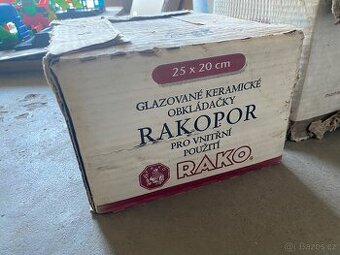 25 x 20 cm
GLAZOVANÉ KERAMICKÉ
OBKLÁDAČKY
RAKOPOR
PRO VNITŘNÍ
POUŽITÍ
RAKO
© Bazos.cz